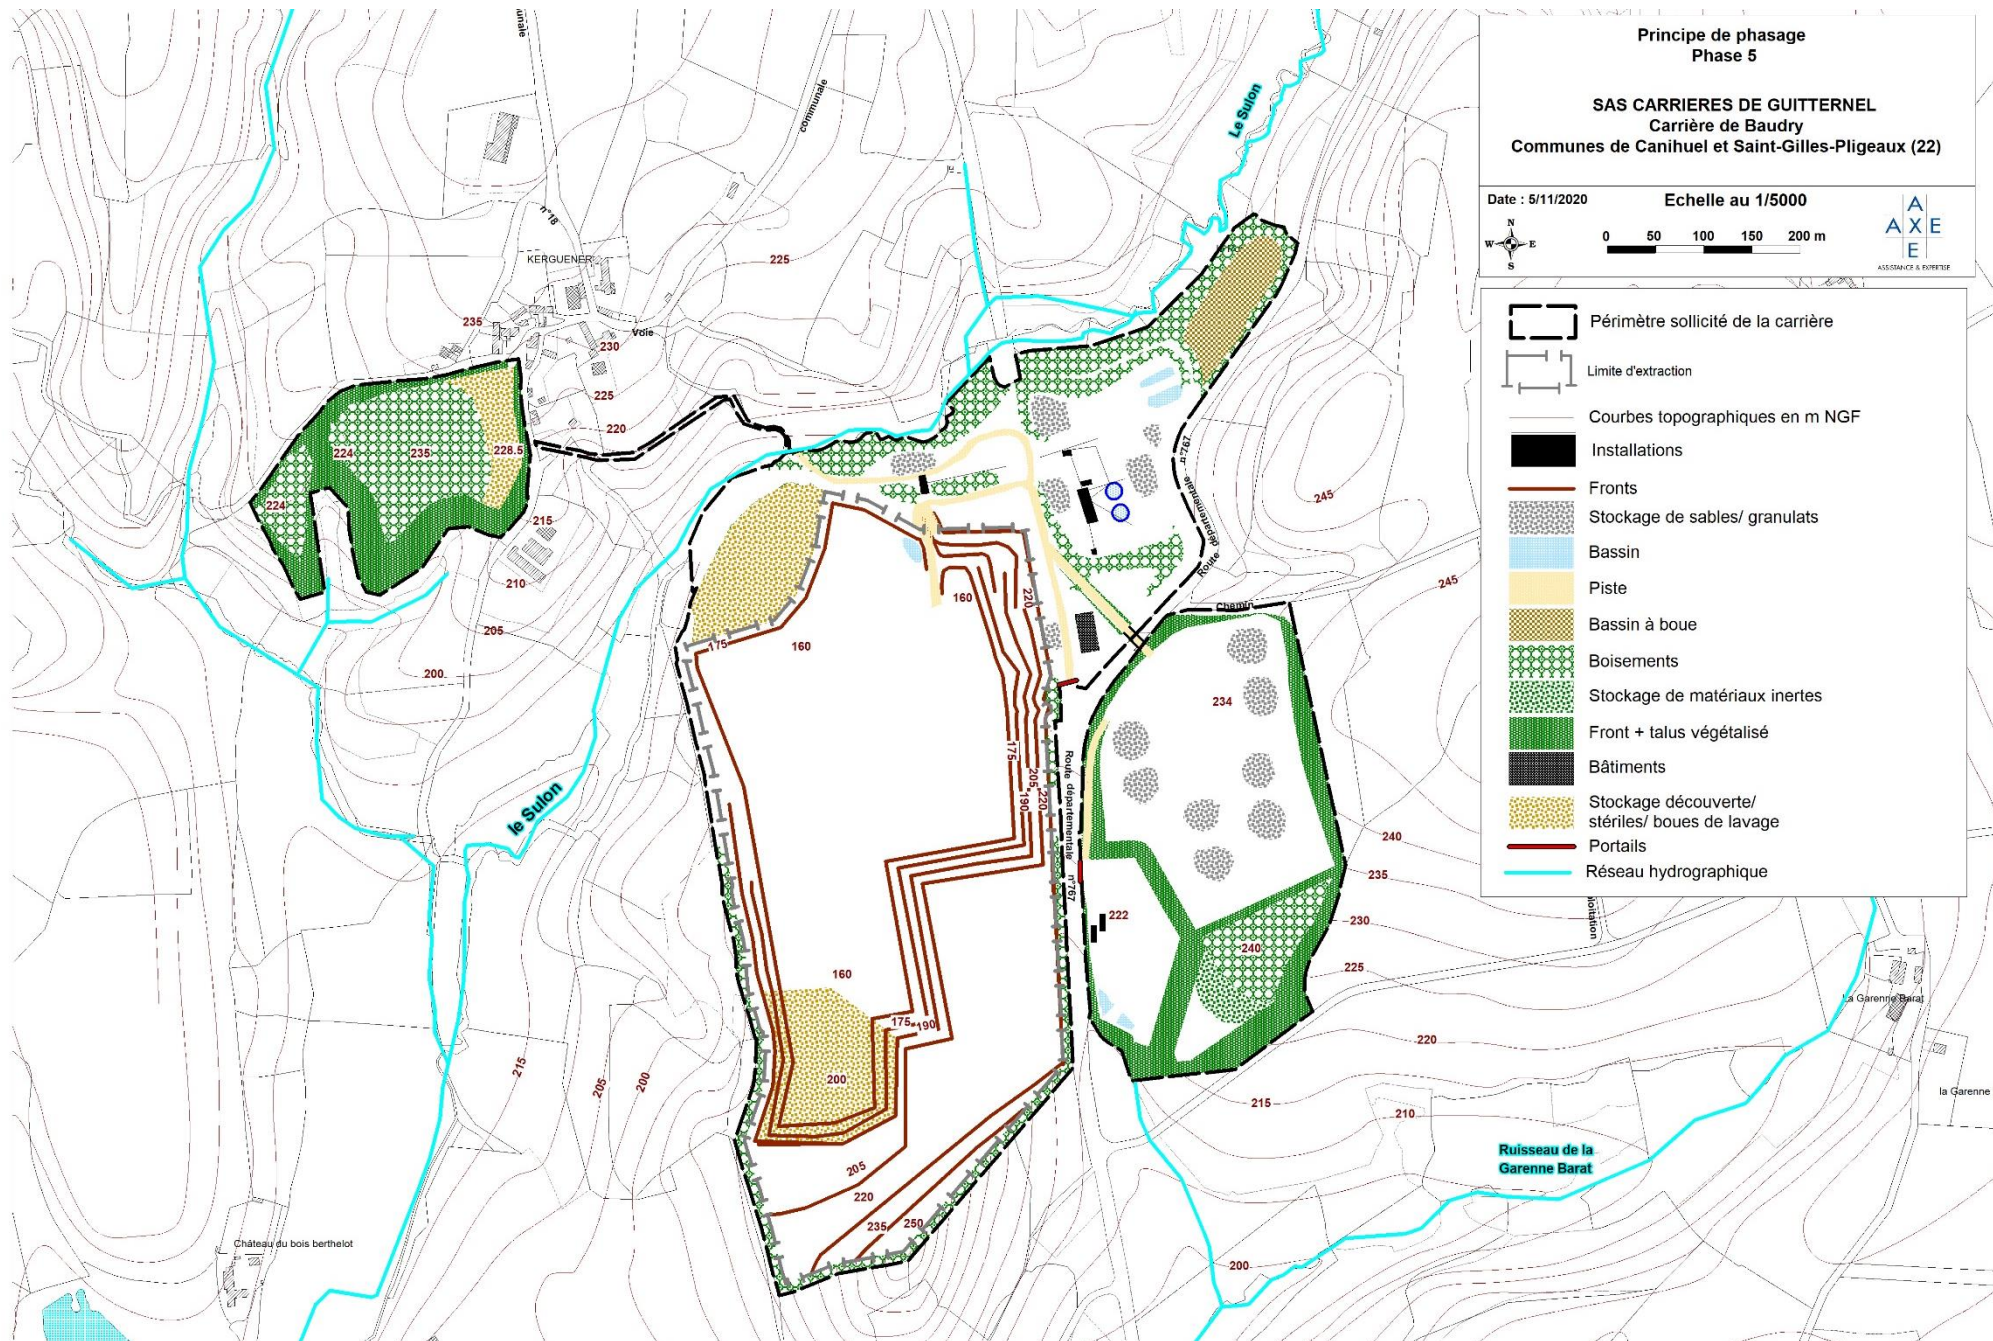 Principe de phasage
Phase 5
SAS CARRIERES DE GUITTERNEL
Carrière de Baudry
Communes de Canihuel et Saint-Gilles-Pligeaux (22)
Date : 5/11/2020
Echelle au 1/5000
N
W E
S
0 50 100 150 200 m
A
A X E
E
ASSISTANCE & EXPERTISE
Périmètre sollicité de la carrière
Limite d'extraction
Courbes topographiques en m NGF
Installations
Fronts
Stockage de sables/ granulats
Bassin
Piste
Bassin à boue
Boisements
Stockage de matériaux inertes
Front + talus végétalisé
Bâtiments
Stockage découverte/
stériles/ boues de lavage
Portails
Réseau hydrographique
communale
Le Sulon
n°18
KERGUENER
225
235
Voie
230
225
220
224
235
228.5
224
215
210
205
200
n°767
Route départementale
245
245
Chemin
160
220
175
160
234
175
205
190
220
Route départementale n°767
le Sulon
240
235
222
230
240
225
160
175
190
220
200
215
205
200
215
210
205
220
235
250
Ruisseau de la
Garenne Barat
200
La Garenne Barat
la Garenne
Château du bois berthelot